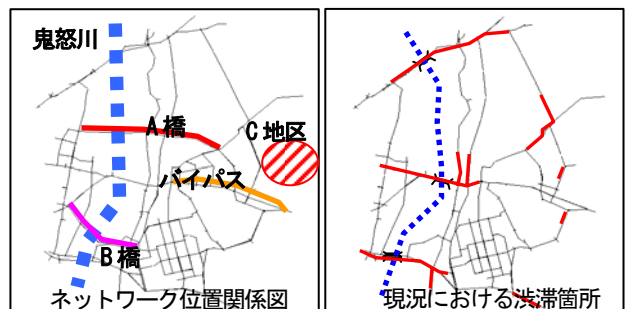 鬼怒川
A橋
C地区
バイパス
B橋
ネットワーク位置関係図
現況における渋滞箇所